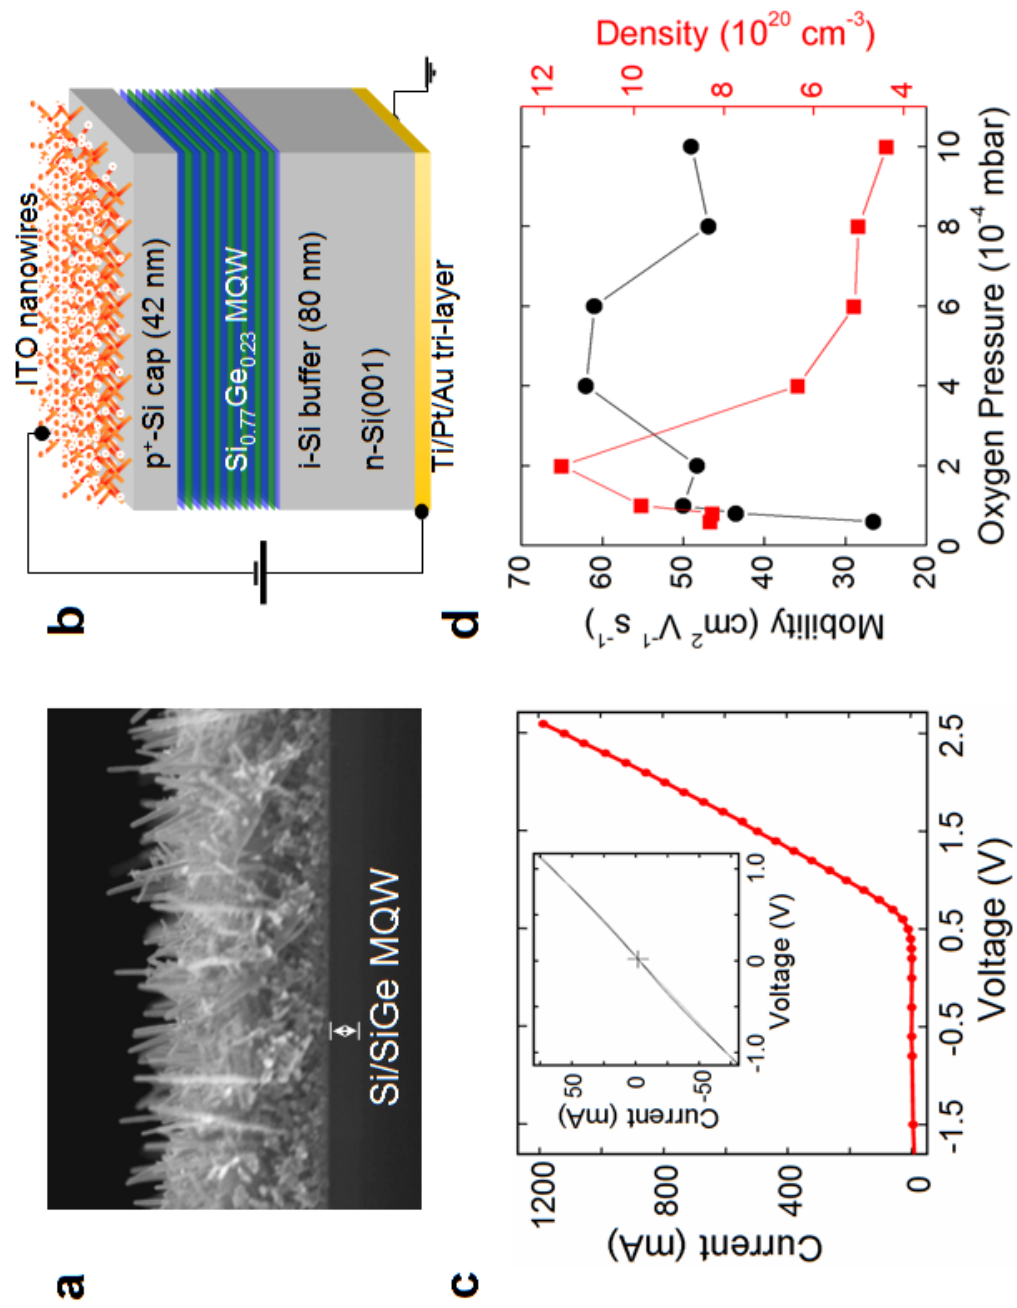 a
Si/SiGe MQW
b
ITO nanowires
p⁺-Si cap (42 nm)
Si₀.₇₇Ge₀.₂₃ MQW
i-Si buffer (80 nm)
n-Si(001)
Ti/Pt/Au tri-layer
c
Current (mA)
1200
800
400
0
-1.5
-0.5
0.5
1.5
2.5
Voltage (V)
Current (mA)
50
0
-50
-1.0
0
1.0
Voltage (V)
d
Mobility (cm² V⁻¹ s⁻¹)
70
60
50
40
30
20
0
2
4
6
8
10
Oxygen Pressure (10⁻⁴ mbar)
Density (10²⁰ cm⁻³)
12
10
8
6
4